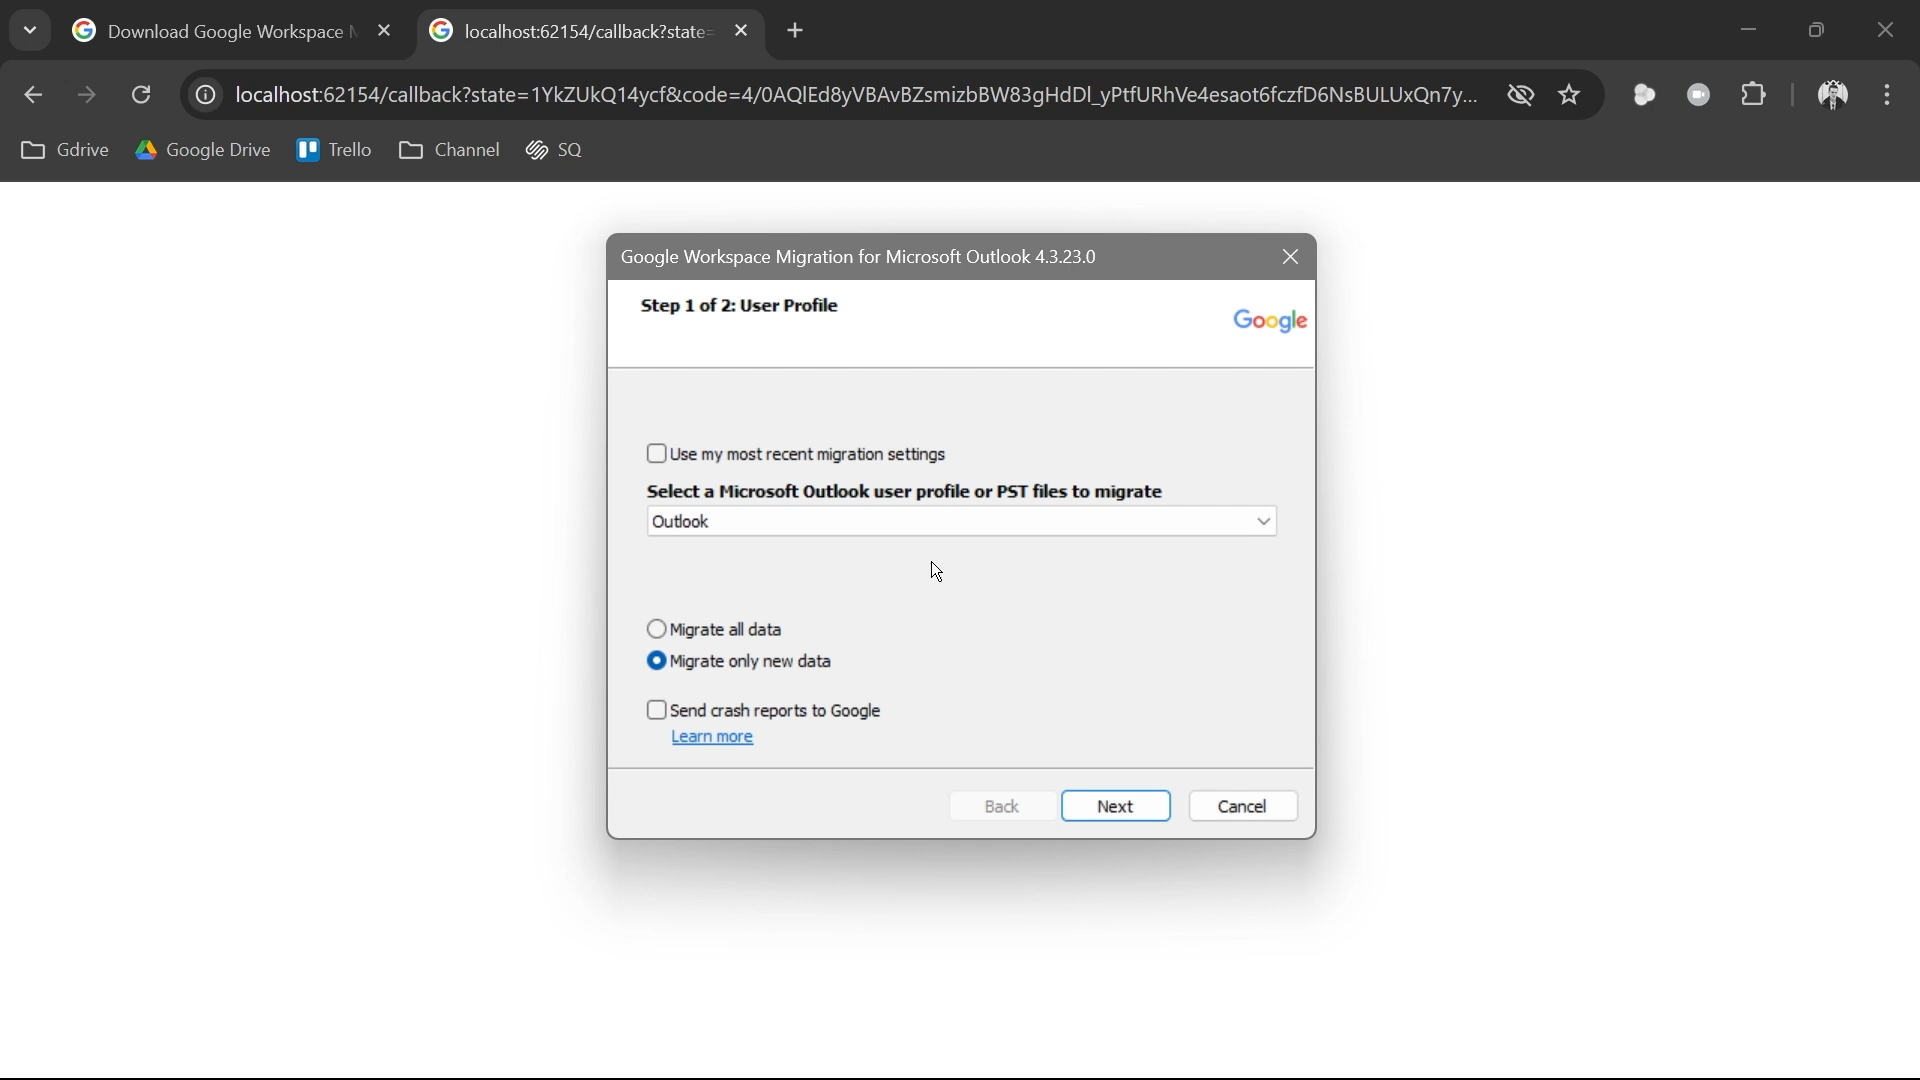 Download Google Workspace M
localhost:62154/callback?state=
localhost:62154/callback?state=1YkZUkQ14ycf&code=4/0AQlEd8yVBAvBZsmizbBW83gHdDl_yPtfURhVe4esaot6fczfD6NsBULUxQn7y...
Gdrive
Google Drive
Trello
Channel
SQ
Google Workspace Migration for Microsoft Outlook 4.3.23.0
Step 1 of 2: User Profile
Google
Use my most recent migration settings
Select a Microsoft Outlook user profile or PST files to migrate
Outlook
Migrate all data
Migrate only new data
Send crash reports to Google
Learn more
Back
Next
Cancel